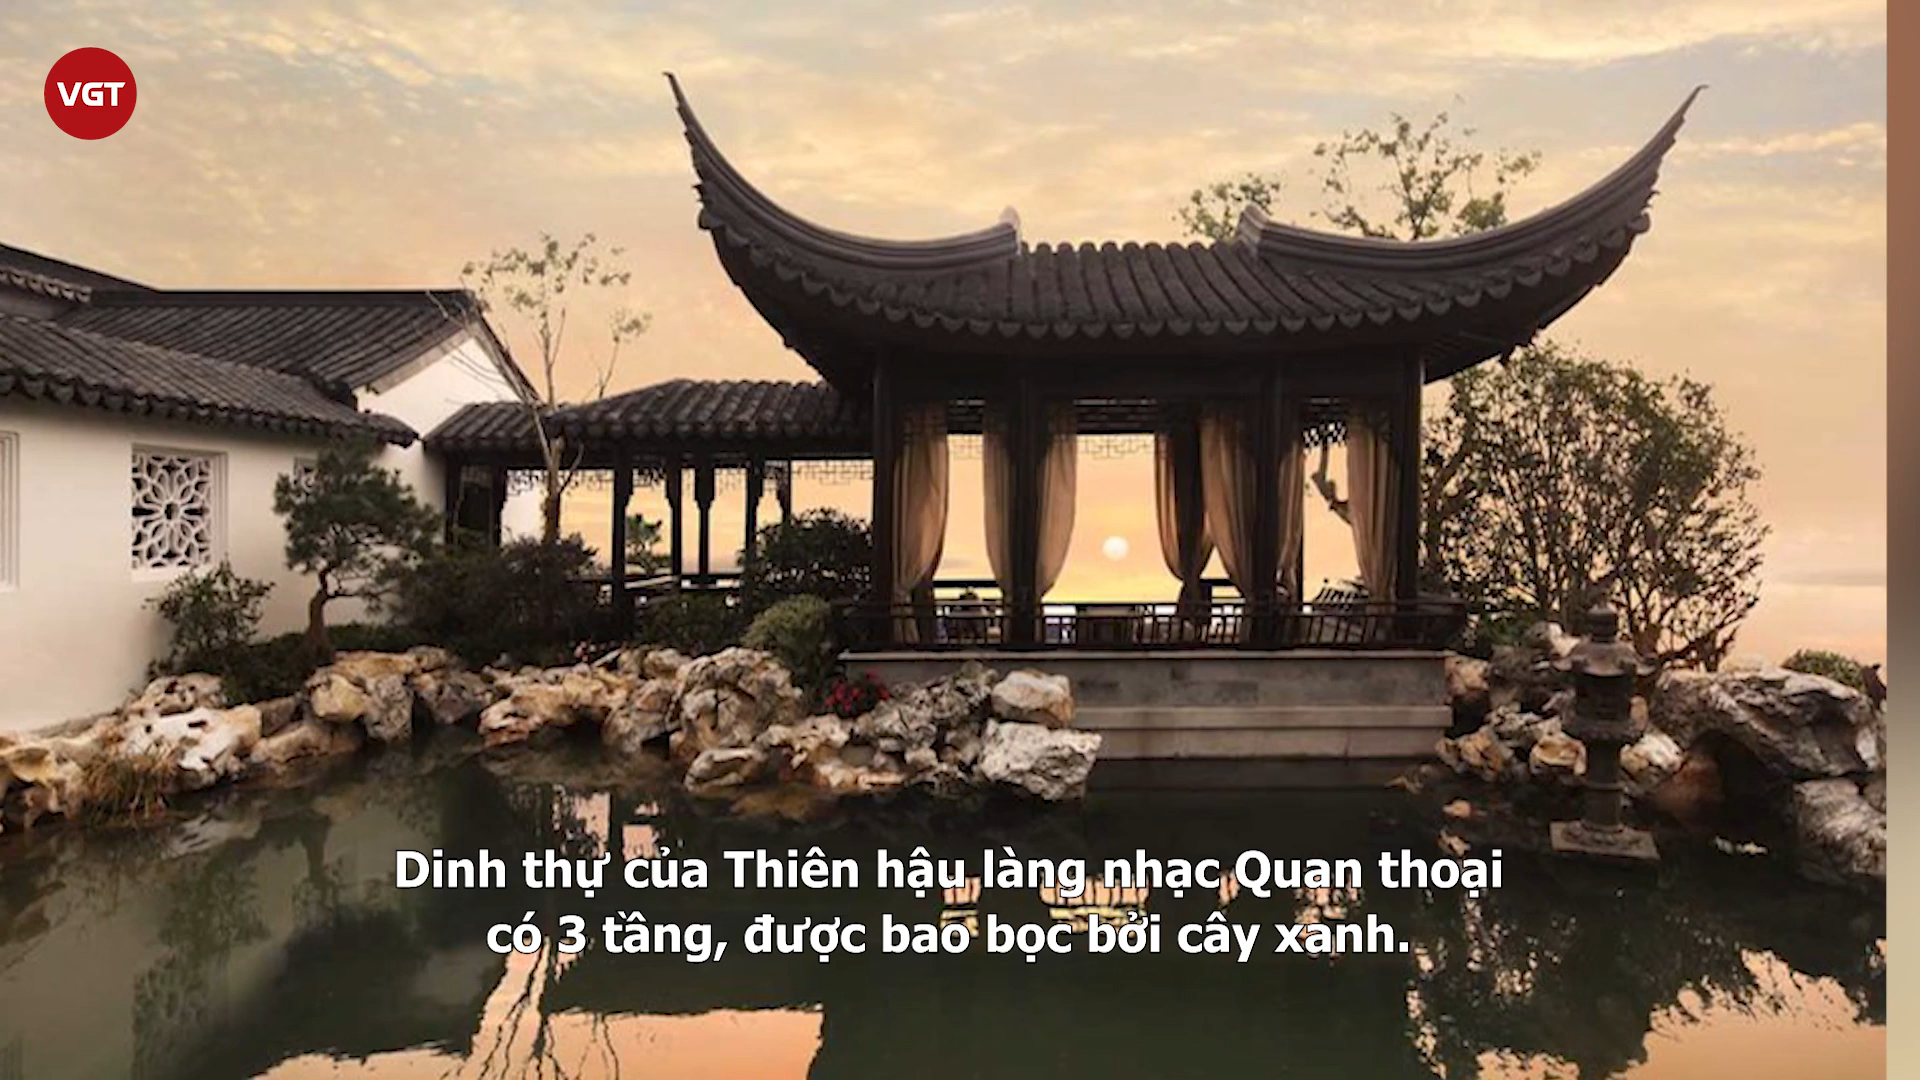 VGT
Dinh thự của Thiên hậu làng nhạc Quan thoại
có 3 tầng, được bao bọc bởi cây xanh.